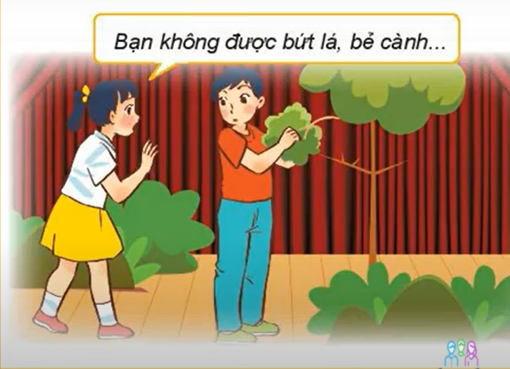 Bạn không được bứt lá, bẻ cành...